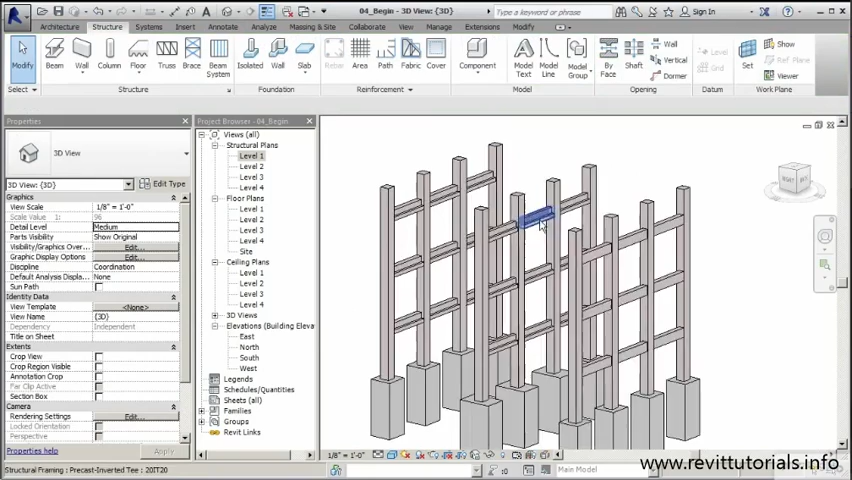 04_Begin - 3D View: {3D}
Type a keyword or phrase
Sign In
Architecture Structure Systems Insert Annotate Analyze Massing & Site Collaborate View Manage Extensions Modify
Modify Beam Wall Column Floor Truss Brace Beam System Isolated Wall Slab Rebar Area Path Fabric Cover Component Model Text Model Line Model Group By Face Shaft Wall Vertical Dormer Level Grid Set Show Ref Plane Viewer
Select Structure Foundation Reinforcement Model Opening Datum Work Plane
Properties
3D View
3D View: {3D} Edit Type
Graphics
View Scale 1/8" = 1'-0"
Scale Value 1: 96
Detail Level Medium
Parts Visibility Show Original
Visibility/Graphics Over... Edit...
Graphic Display Options Edit...
Discipline Coordination
Default Analysis Displa... None
Sun Path
Identity Data
View Template <None>
View Name {3D}
Dependency Independent
Title on Sheet
Extents
Crop View
Crop Region Visible
Annotation Crop
Far Clip Active
Section Box
Camera
Rendering Settings Edit...
Locked Orientation
Perspective
Properties help Apply
Project Browser - 04_Begin
Views (all)
Structural Plans
Level 1
Level 2
Level 3
Level 4
Floor Plans
Level 1
Level 2
Level 3
Level 4
Site
Ceiling Plans
Level 1
Level 2
Level 3
Level 4
3D Views
Elevations (Building Eleva
East
North
South
West
Legends
Schedules/Quantities
Sheets (all)
Families
Groups
Revit Links
RIGHT
1/8" = 1'-0"
Structural Framing : Precast-Inverted Tee : 20IT20
:0
Main Model
www.revittutorials.info